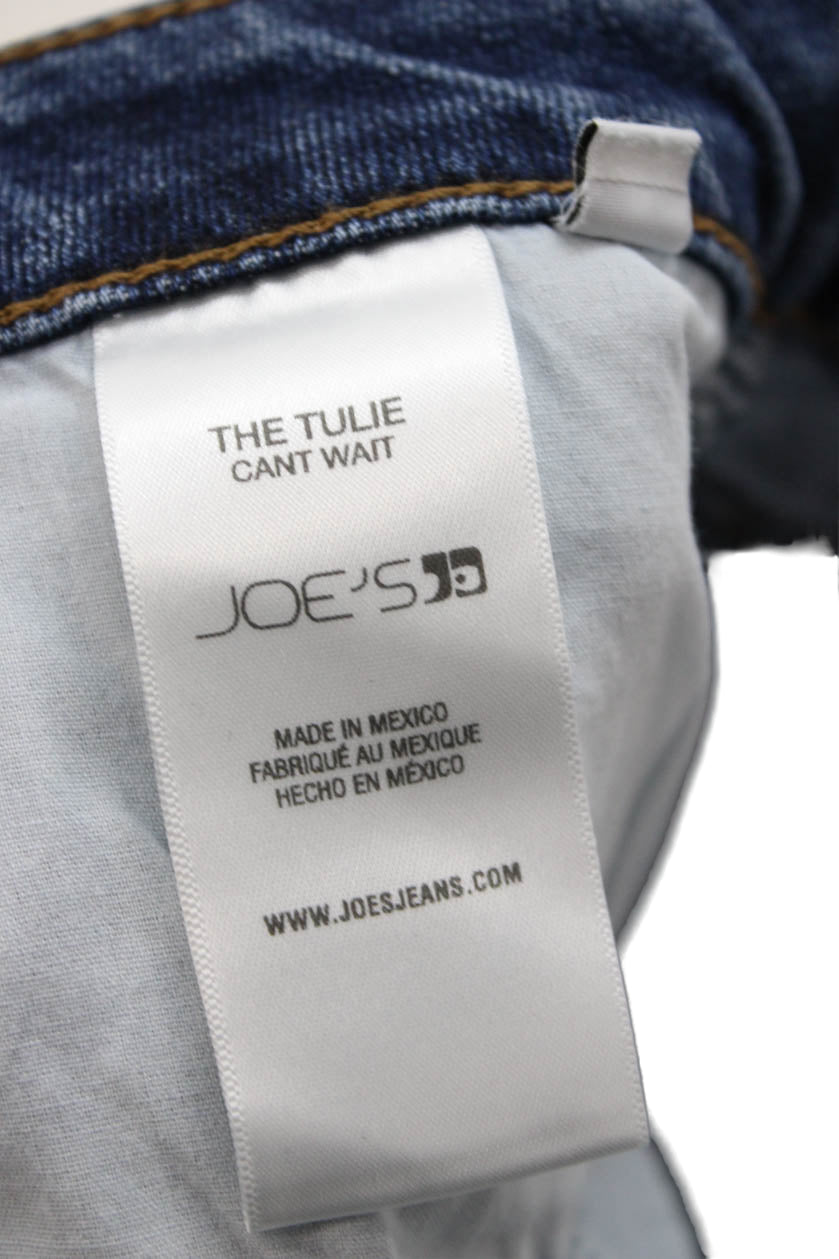 THE TULIE
CANT WAIT
JOE'S
MADE IN MEXICO
FABRIQUÉ AU MEXIQUE
HECHO EN MÉXICO
WWW.JOESJEANS.COM